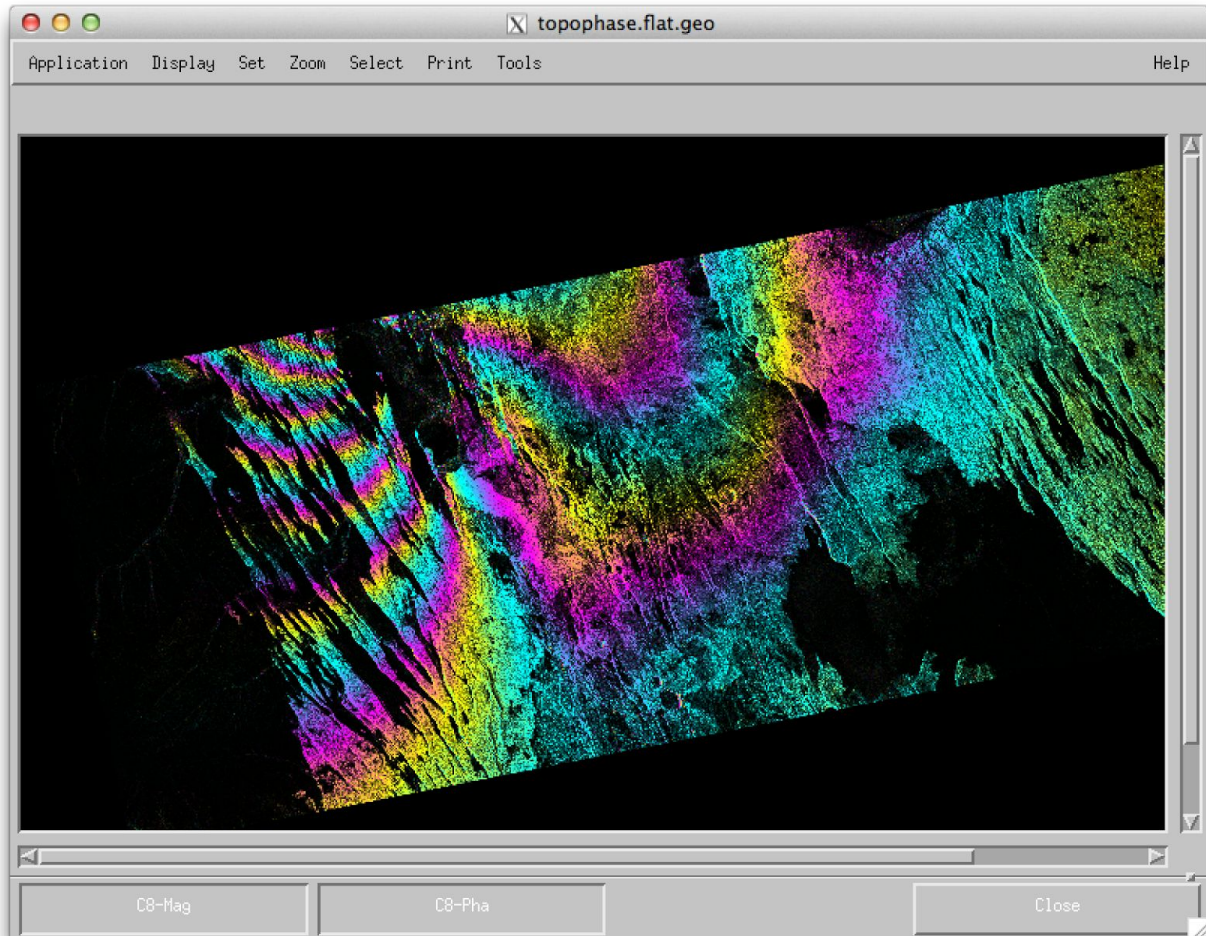 topophase.flat.geo
Application Display Set Zoom Select Print Tools Help
C8-Mag C8-Pha Close